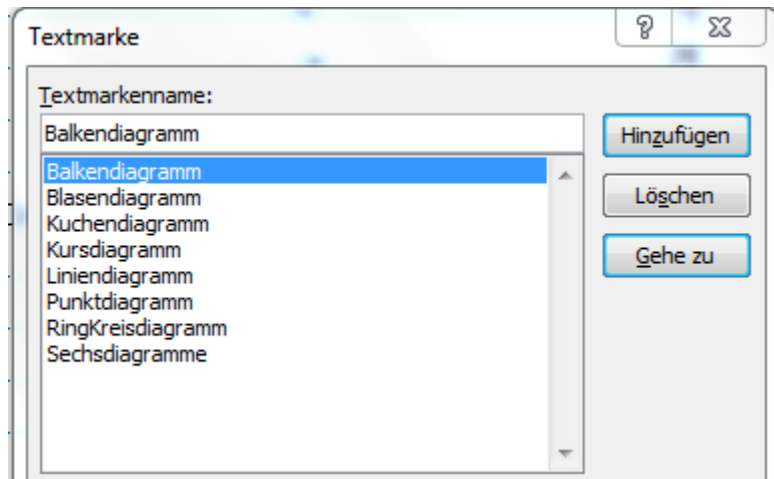 Textmarke
Textmarkenname:
Balkendiagramm
Hinzufügen
Balkendiagramm
Blasendiagramm
Kuchendiagramm
Kursdiagramm
Liniendiagramm
Punktdiagramm
RingKreisdiagramm
Sechsdiagramme
Löschen
Gehe zu